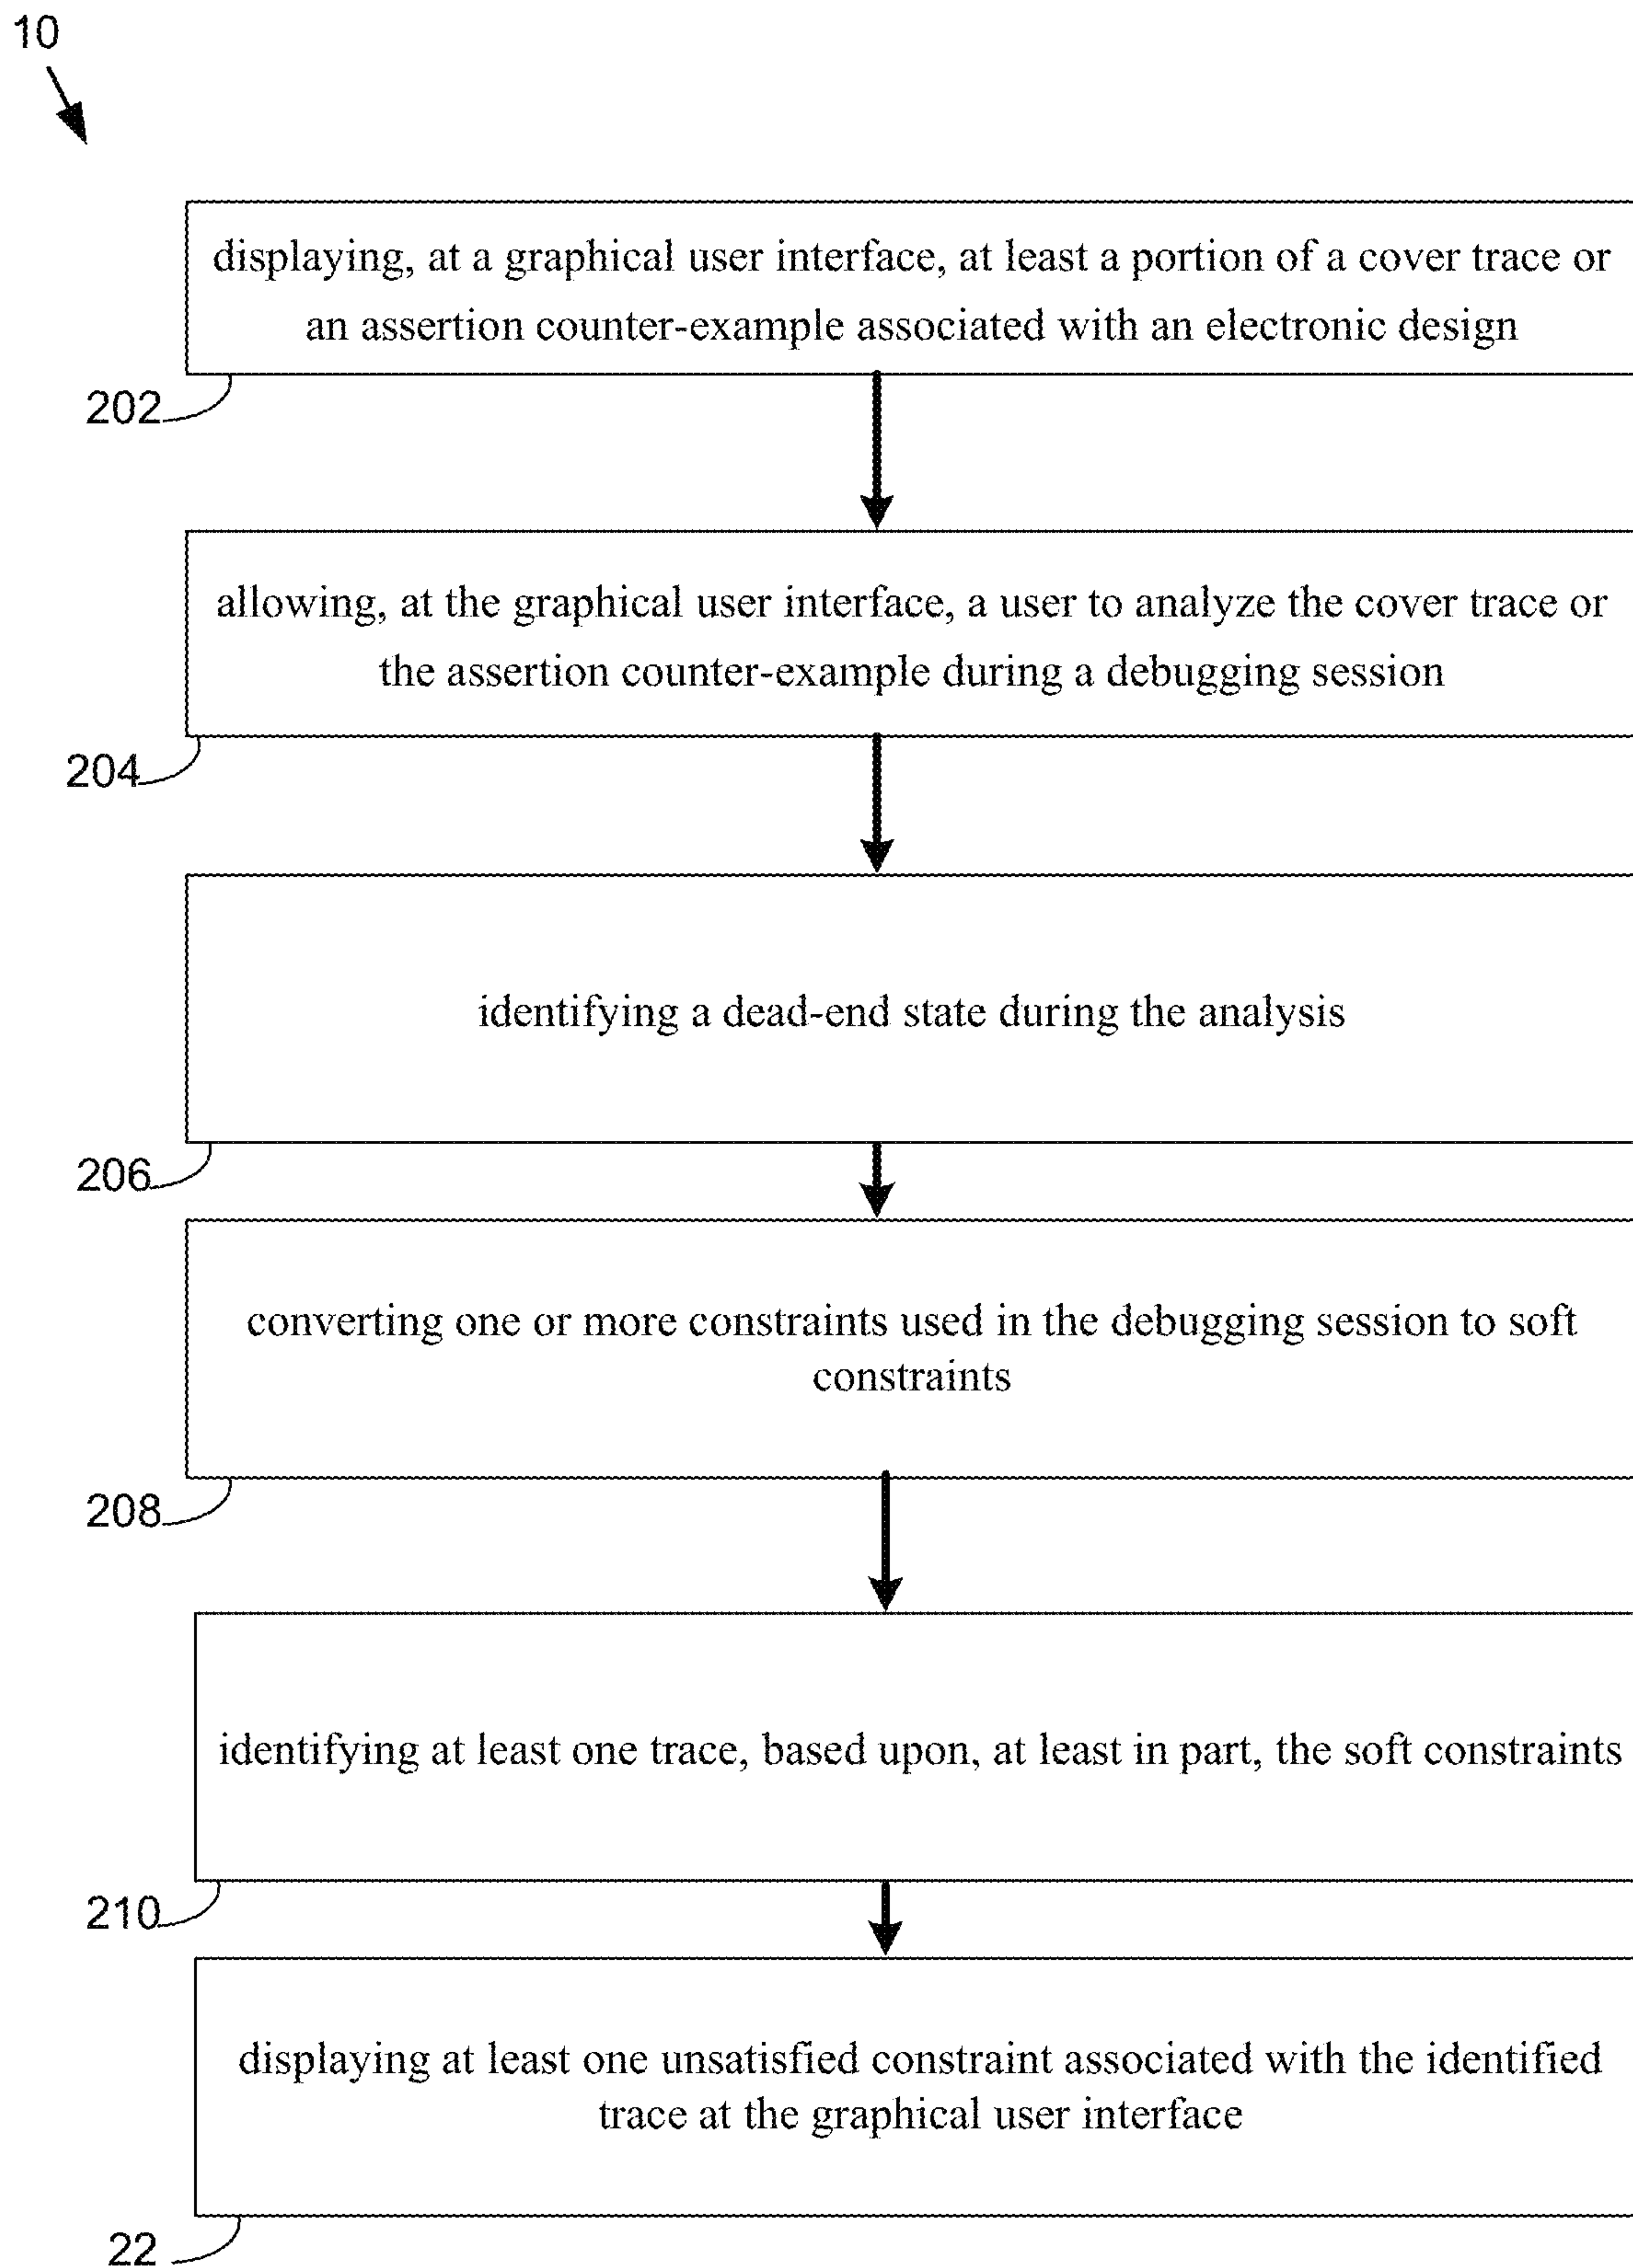 10
displaying, at a graphical user interface, at least a portion of a cover trace or
an assertion counter-example associated with an electronic design
202
allowing, at the graphical user interface, a user to analyze the cover trace or
the assertion counter-example during a debugging session
204
identifying a dead-end state during the analysis
206
converting one or more constraints used in the debugging session to soft
constraints
208
identifying at least one trace, based upon, at least in part, the soft constraints
210
displaying at least one unsatisfied constraint associated with the identified
trace at the graphical user interface
22